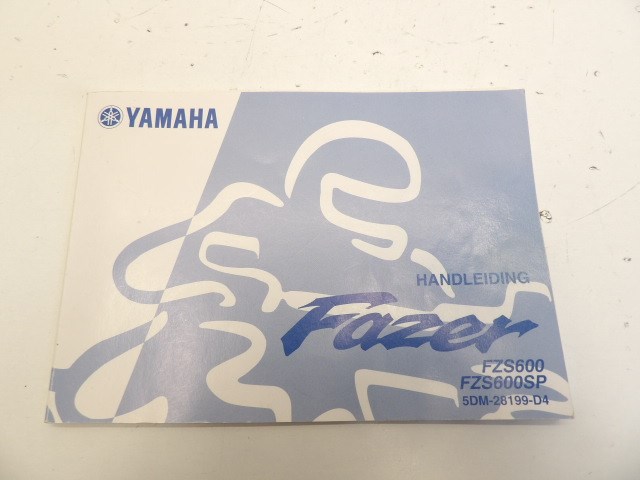 YAMAHA
HANDLEIDING
Fazer
FZS600
FZS600SP
5DM-28199-D4